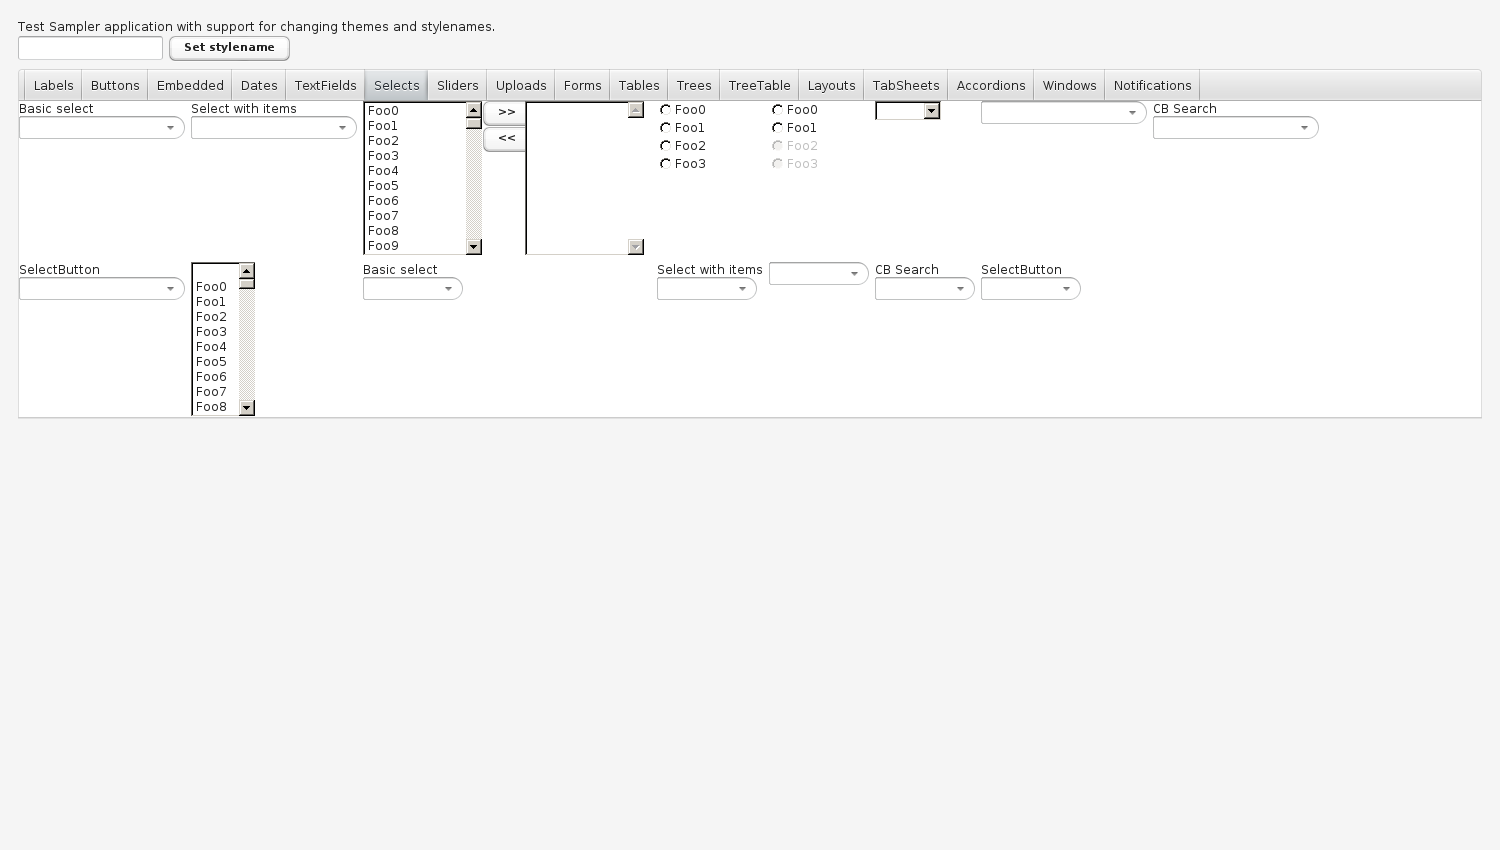 Test Sampler application with support for changing themes and stylenames.
Set stylename
Labels Buttons Embedded Dates TextFields Selects Sliders Uploads Forms Tables Trees TreeTable Layouts TabSheets Accordions Windows Notifications
Basic select
Select with items
Foo0
Foo1
Foo2
Foo3
Foo4
Foo5
Foo6
Foo7
Foo8
Foo9
>>
<<
Foo0
Foo1
Foo2
Foo3
Foo0
Foo1
Foo2
Foo3
CB Search
SelectButton
Foo0
Foo1
Foo2
Foo3
Foo4
Foo5
Foo6
Foo7
Foo8
Basic select
Select with items
CB Search
SelectButton